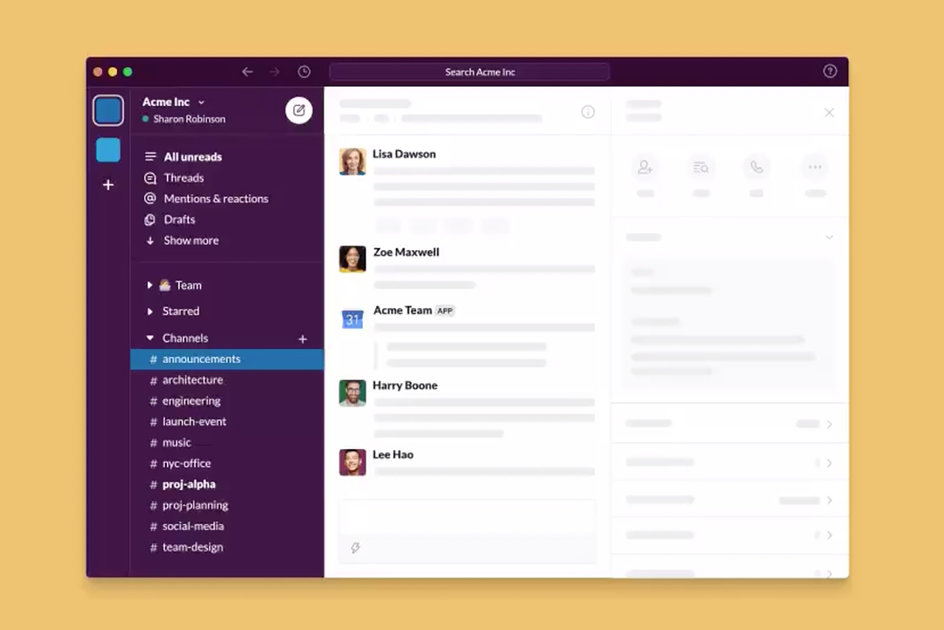 Search Acme Inc
Acme Inc
Sharon Robinson
All unreads
Threads
Mentions & reactions
Drafts
Show more
Team
Starred
Channels
# announcements
# architecture
# engineering
# launch-event
# music
# nyc-office
# proj-alpha
# proj-planning
# social-media
# team-design
Lisa Dawson
Zoe Maxwell
31
Acme Team APP
Harry Boone
Lee Hao